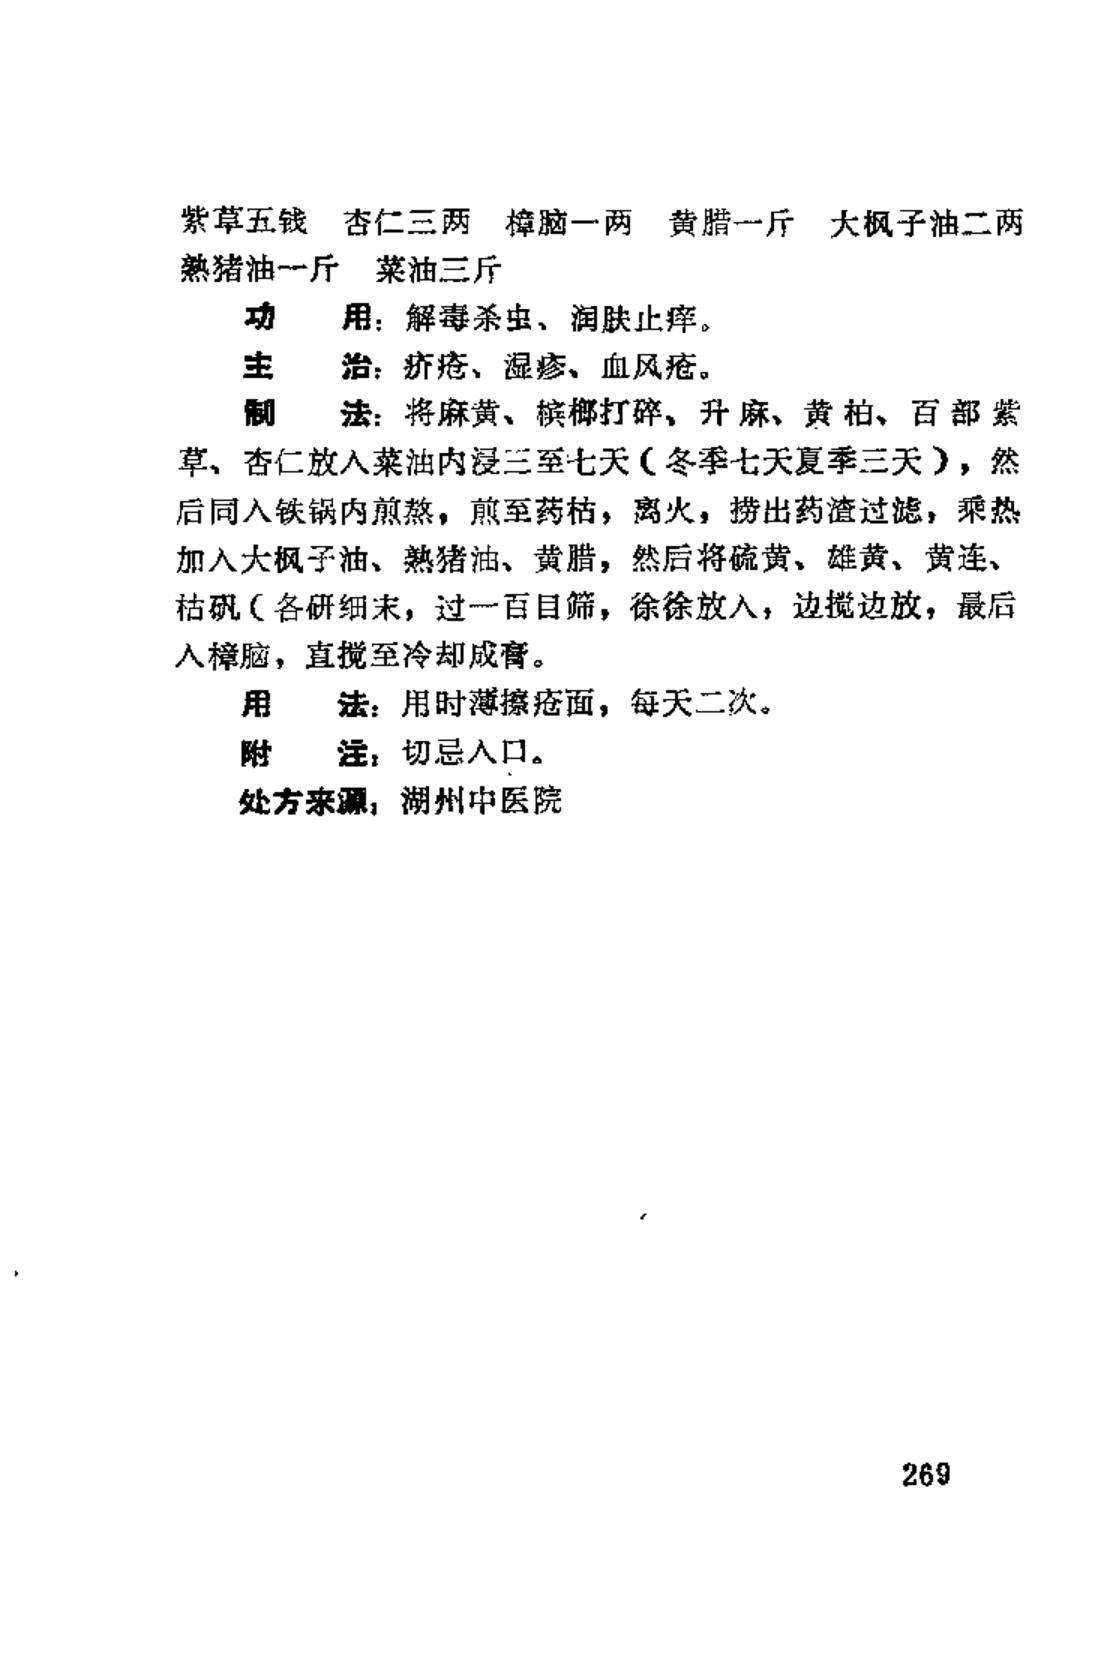 紫草五钱　杏仁三两　樟脑一两　黄腊一斤　大枫子油二两
熟猪油一斤　菜油三斤
功　　用：解毒杀虫、润肤止痒。
主　　治：疥疮、湿疹、血风疮。
制　　法：将麻黄、槟榔打碎，升麻、黄柏、百部紫
草、杏仁放入菜油内浸三至七天（冬季七天夏季三天），然
后同入铁锅内煎熬，煎至药枯，离火，捞出药渣过滤，乘热
加入大枫子油、熟猪油、黄腊，然后将硫黄、雄黄、黄连、
枯矾（各研细末，过一百目筛，徐徐放入，边搅边放，最后
入樟脑，直搅至冷却成膏。
用　　法：用时薄擦疮面，每天二次。
附　　注：切忌入口。
处方来源：湖州中医院
269